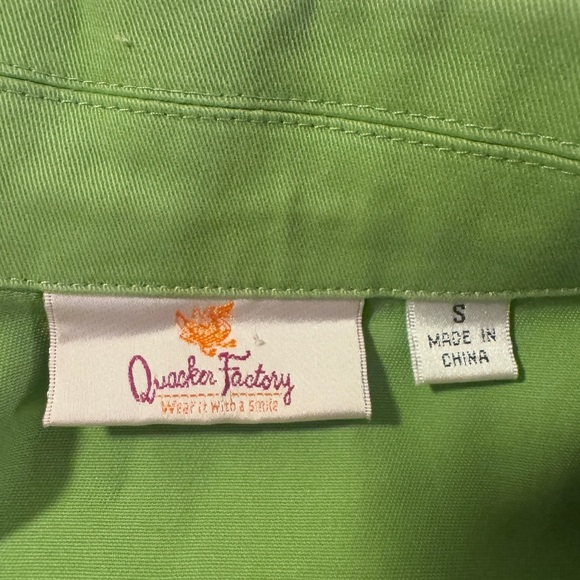 Quacker Factory
Wear it with a smile
S
MADE IN
CHINA